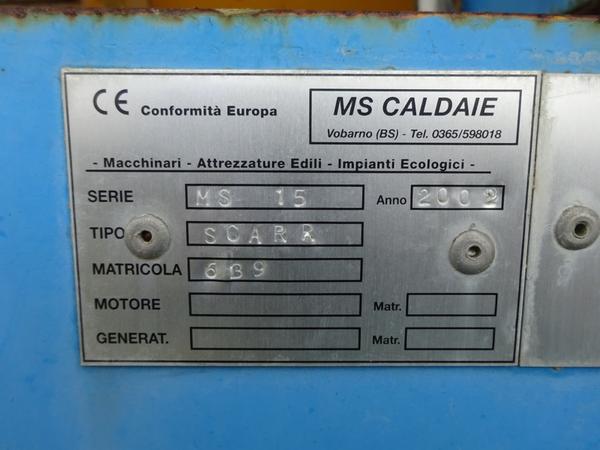 CE Conformità Europa
MS CALDAIE
Vobarno (BS) - Tel. 0365/598018
- Macchinari - Attrezzature Edili - Impianti Ecologici -
SERIE MS 15 Anno 2002
TIPO SCARR
MATRICOLA 639
MOTORE Matr.
GENERAT. Matr.